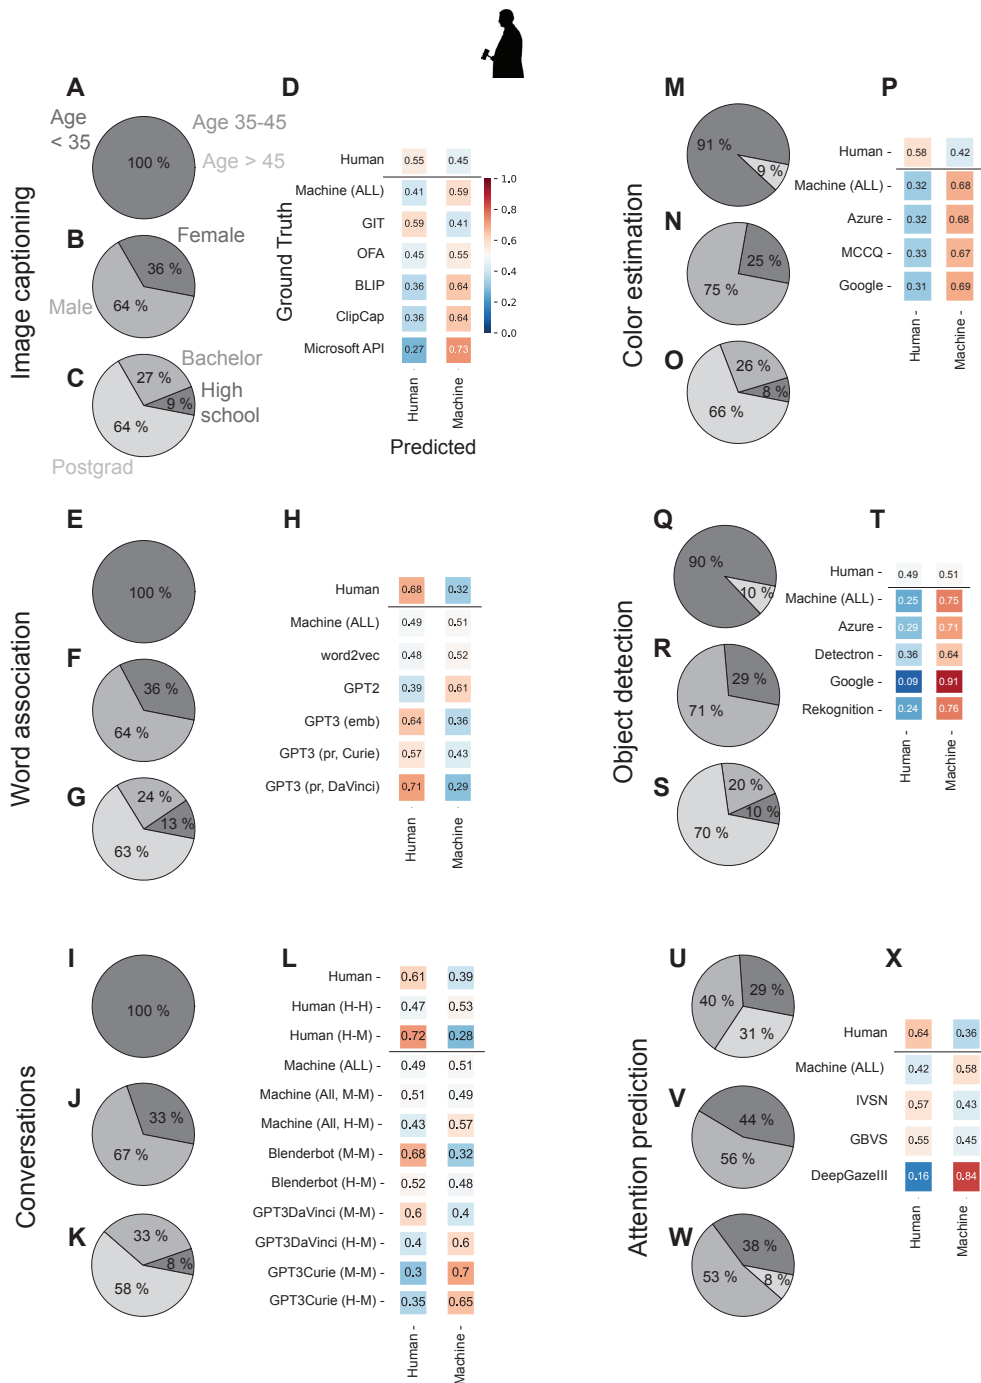 A
Age
< 35
Age 35-45
Age > 45
100 %
B
Female
36 %
64 %
Male
C
Bachelor
27 %
High
school
9 %
64 %
Postgrad
Image captioning
D
Ground Truth
Human 0.55 0.45
Machine (ALL) 0.41 0.59
GIT 0.59 0.41
OFA 0.45 0.55
BLIP 0.36 0.64
ClipCap 0.36 0.64
Microsoft API 0.27 0.73
Human -
Machine -
Predicted
1.0
0.8
0.6
0.4
0.2
0.0
M
91 %
9 %
N
25 %
75 %
O
26 %
8 %
66 %
Color estimation
P
Human - 0.58 0.42
Machine (ALL) - 0.32 0.68
Azure - 0.32 0.68
MCCQ - 0.33 0.67
Google - 0.31 0.69
Human -
Machine -
E
100 %
F
36 %
64 %
G
24 %
13 %
63 %
Word association
H
Human 0.68 0.32
Machine (ALL) 0.49 0.51
word2vec 0.48 0.52
GPT2 0.39 0.61
GPT3 (emb) 0.64 0.36
GPT3 (pr, Curie) 0.57 0.43
GPT3 (pr, DaVinci) 0.71 0.29
Human
Machine
Q
90 %
10 %
R
29 %
71 %
S
20 %
10 %
70 %
Object detection
T
Human - 0.49 0.51
Machine (ALL) - 0.25 0.75
Azure - 0.29 0.71
Detectron - 0.36 0.64
Google - 0.09 0.91
Rekognition - 0.24 0.76
Human -
Machine -
I
100 %
J
33 %
67 %
K
33 %
8 %
58 %
Conversations
L
Human - 0.61 0.39
Human (H-H) - 0.47 0.53
Human (H-M) - 0.72 0.28
Machine (ALL) - 0.49 0.51
Machine (All, M-M) - 0.51 0.49
Machine (All, H-M) - 0.43 0.57
Blenderbot (M-M) - 0.68 0.32
Blenderbot (H-M) - 0.52 0.48
GPT3DaVinci (M-M) - 0.6 0.4
GPT3DaVinci (H-M) - 0.4 0.6
GPT3Curie (M-M) - 0.3 0.7
GPT3Curie (H-M) - 0.35 0.65
Human -
Machine -
U
29 %
40 %
31 %
V
44 %
56 %
W
38 %
53 %
8 %
Attention prediction
X
Human 0.64 0.36
Machine (ALL) 0.42 0.58
IVSN 0.57 0.43
GBVS 0.55 0.45
DeepGazeIII 0.16 0.84
Human -
Machine -